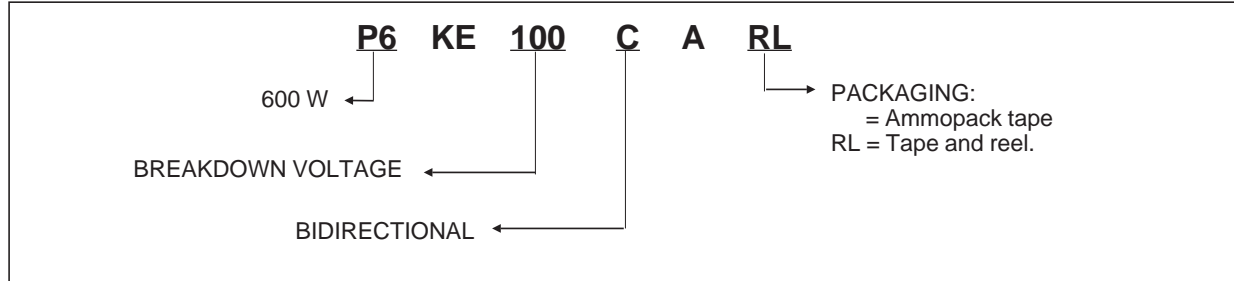 P6 KE 100 C A RL
600 W
PACKAGING:
= Ammopack tape
RL = Tape and reel.
BREAKDOWN VOLTAGE
BIDIRECTIONAL